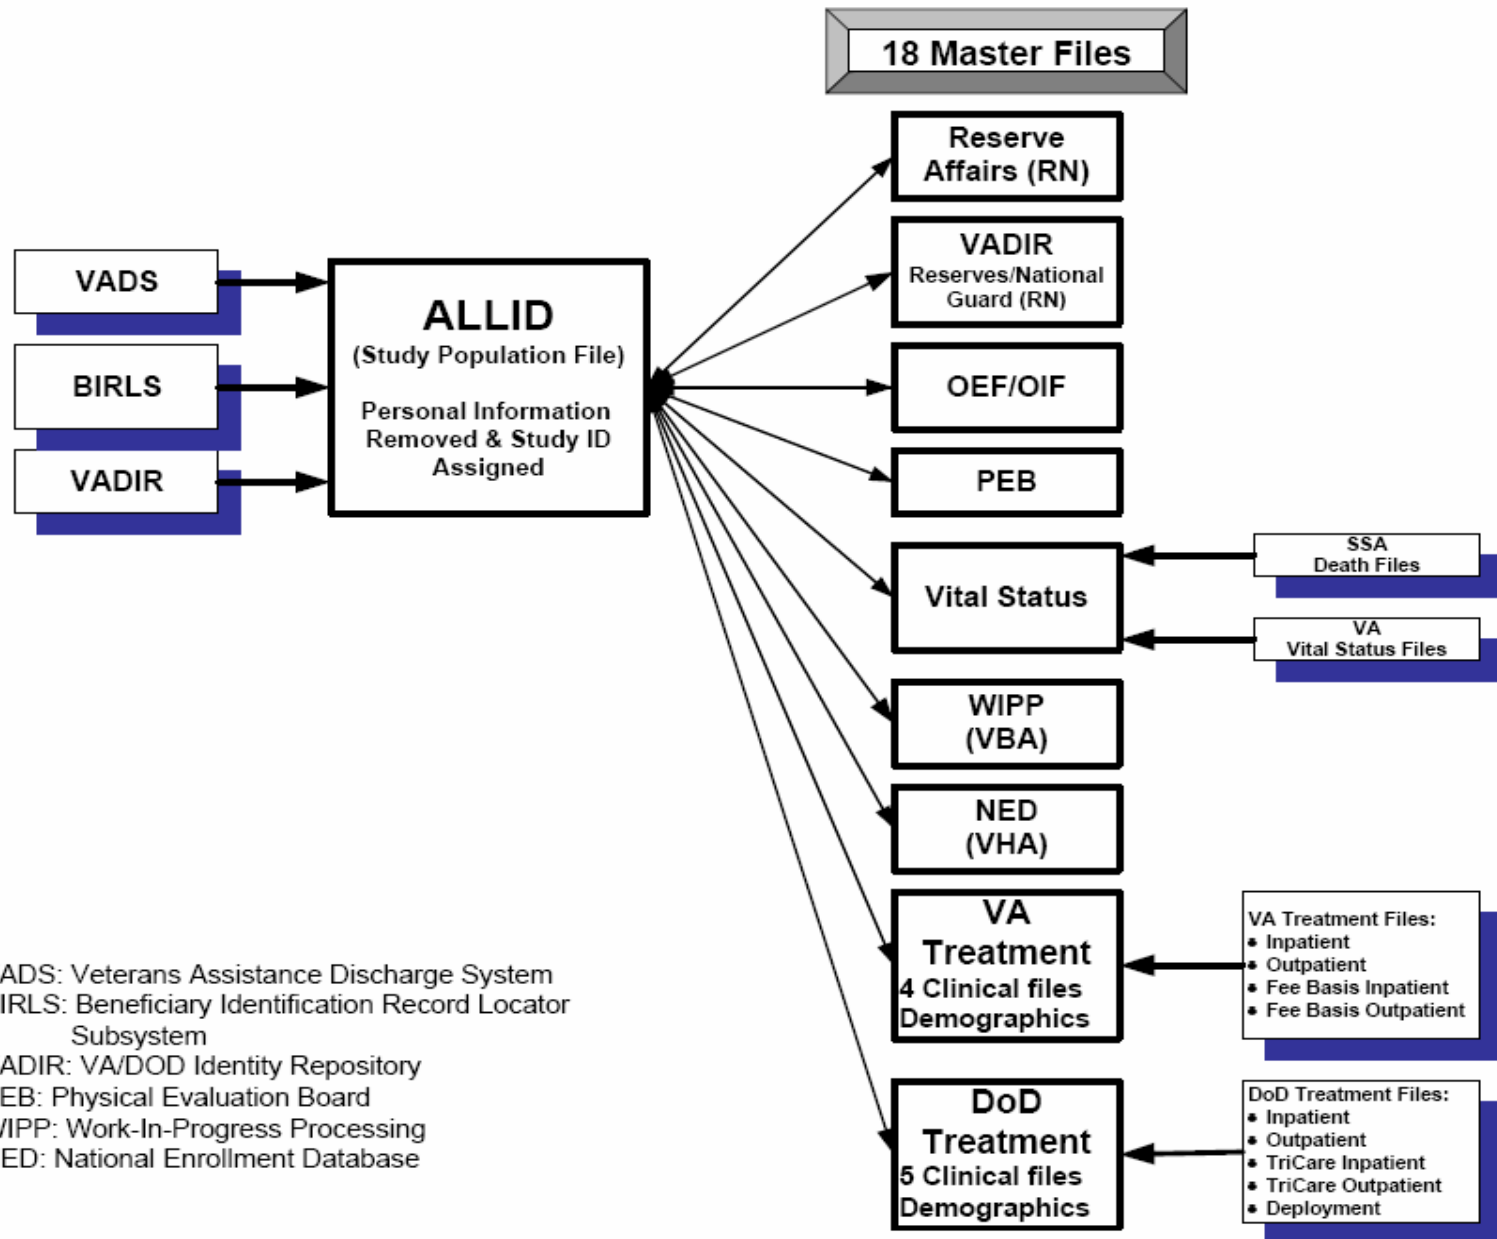 18 Master Files
Reserve
Affairs (RN)
VADIR
Reserves/National
Guard (RN)
OEF/OIF
PEB
Vital Status
WIPP
(VBA)
NED
(VHA)
VA
Treatment
4 Clinical files
Demographics
DoD
Treatment
5 Clinical files
Demographics
VADS
BIRLS
VADIR
ALLID
(Study Population File)
Personal Information
Removed & Study ID
Assigned
SSA
Death Files
VA
Vital Status Files
VA Treatment Files:
• Inpatient
• Outpatient
• Fee Basis Inpatient
• Fee Basis Outpatient
DoD Treatment Files:
• Inpatient
• Outpatient
• TriCare Inpatient
• TriCare Outpatient
• Deployment
ADS: Veterans Assistance Discharge System
IRLS: Beneficiary Identification Record Locator
Subsystem
ADIR: VA/DOD Identity Repository
EB: Physical Evaluation Board
IPP: Work-In-Progress Processing
ED: National Enrollment Database